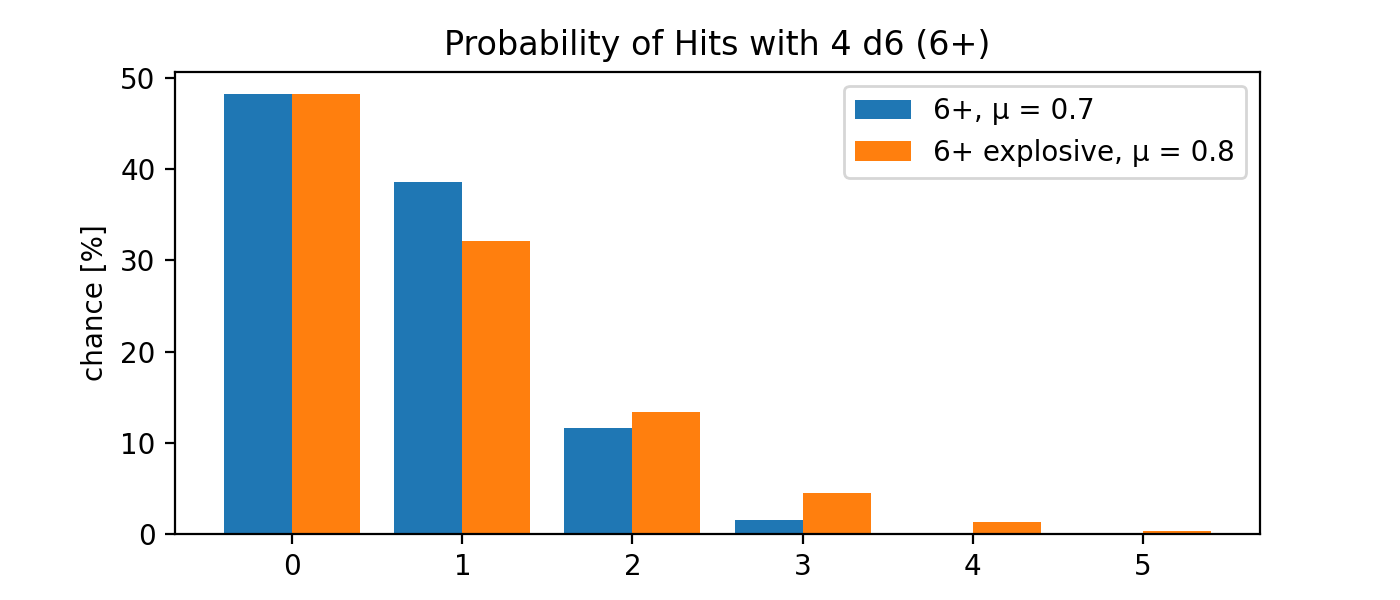 Probability of Hits with 4 d6 (6+)
50
40
30
20
10
0
chance [%]
6+, μ = 0.7
6+ explosive, μ = 0.8
0 1 2 3 4 5